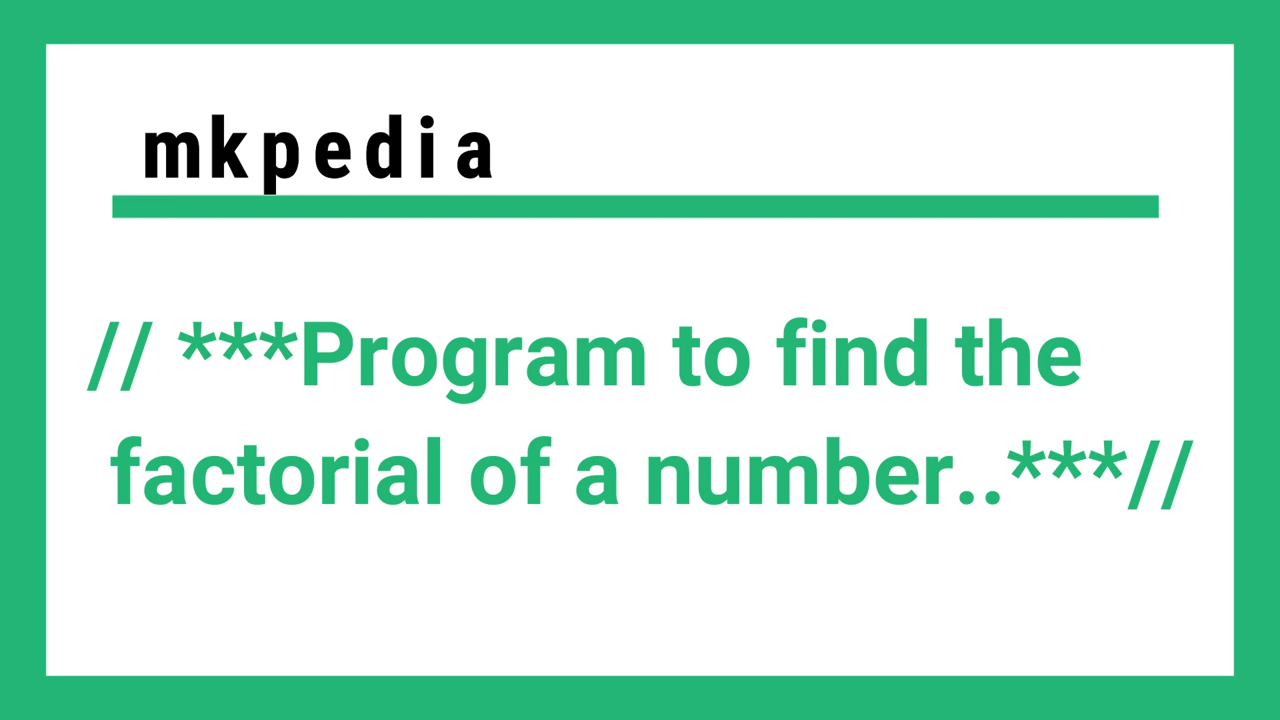 mkpedia
// ***Program to find the
factorial of a number..***//